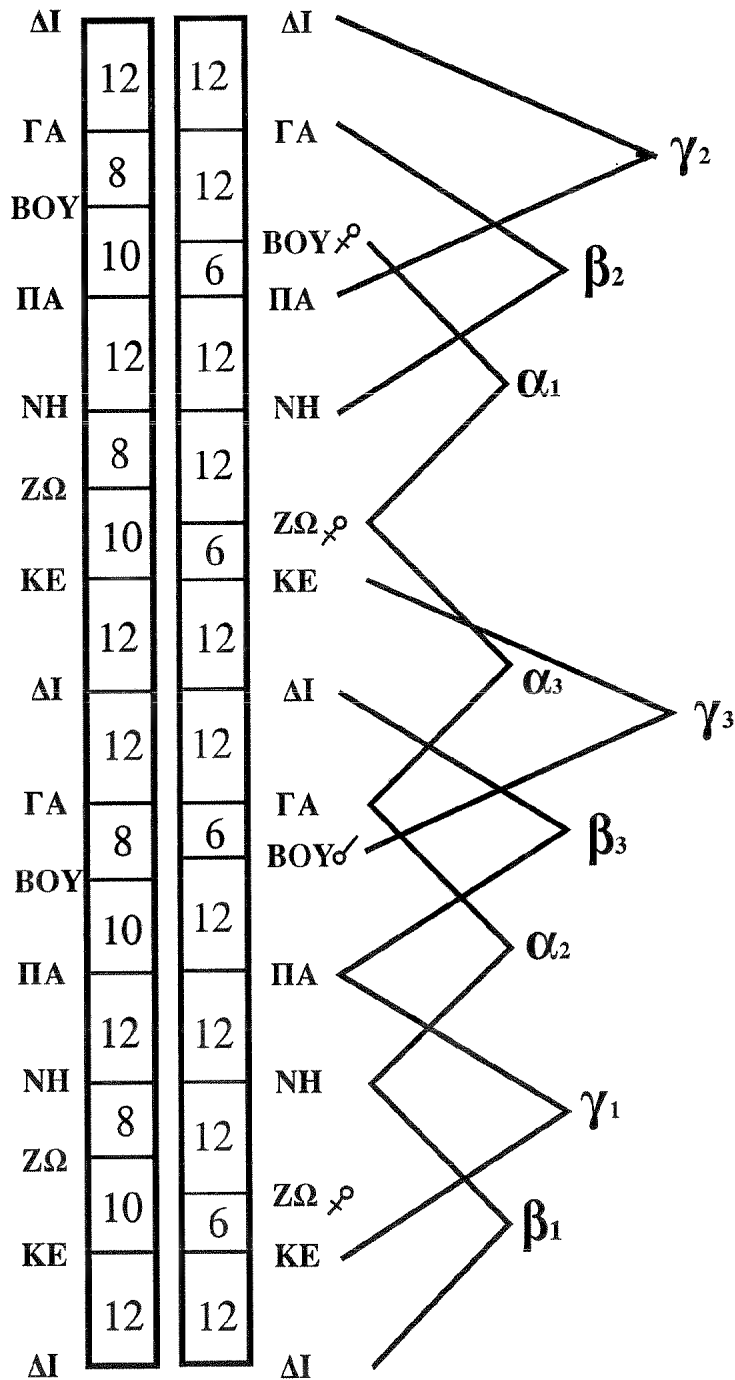 ΔΙ ΔΙ
12 12
ΓΑ ΓΑ γ2
8 12
ΒΟΥ ΒΟΥ
10 6 β2
ΠΑ ΠΑ
12 12 α1
ΝΗ ΝΗ
8 12
ΖΩ ΖΩ
10 6
ΚΕ ΚΕ
12 12 α3
ΔΙ ΔΙ γ3
12 12
ΓΑ ΓΑ
8 6 β3
ΒΟΥ ΒΟΥ
10 12 α2
ΠΑ ΠΑ
12 12
ΝΗ ΝΗ γ1
8 12
ΖΩ ΖΩ
10 6 β1
ΚΕ ΚΕ
12 12
ΔΙ ΔΙ